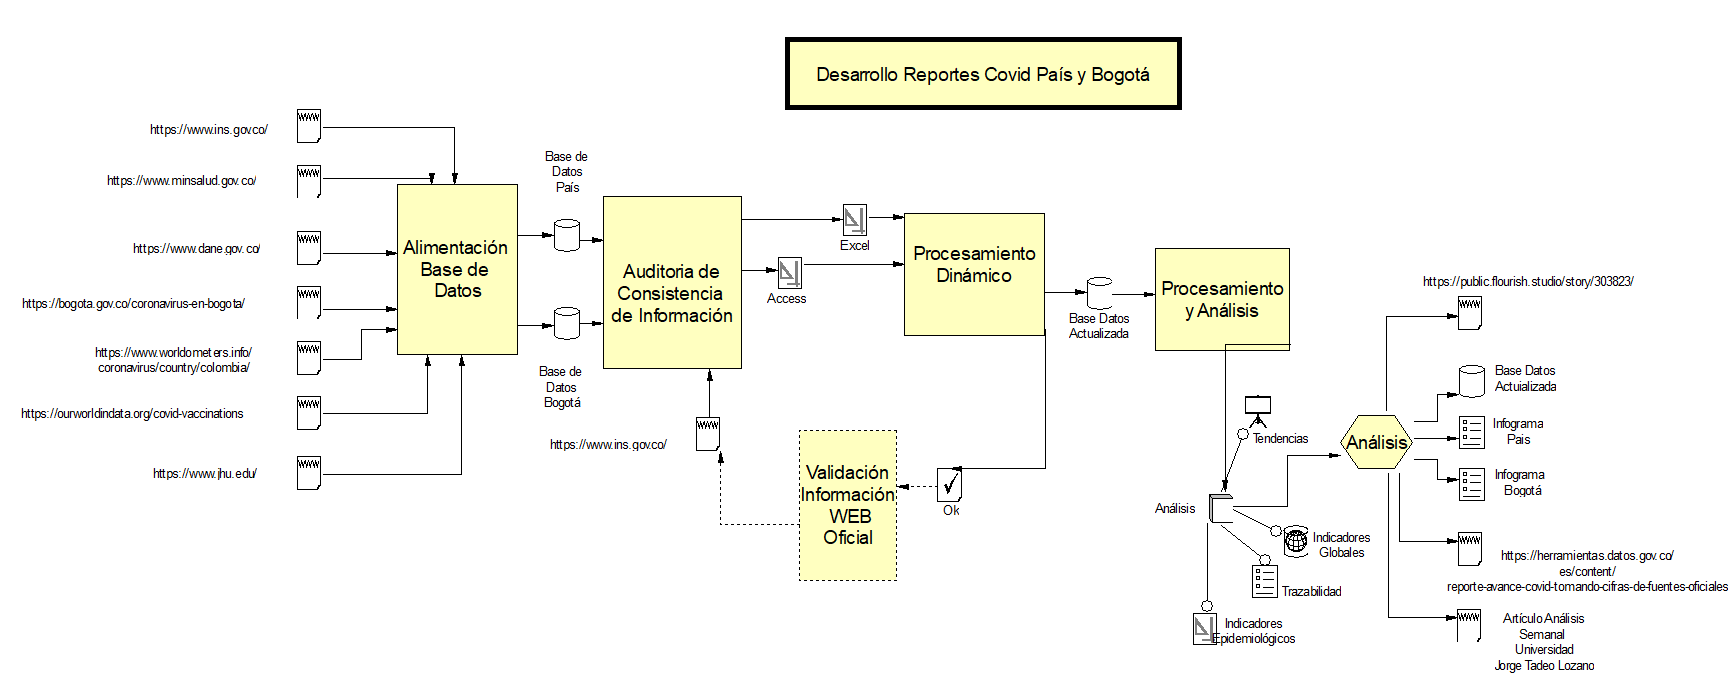 Desarrollo Reportes Covid País y Bogotá
https://www.ins.gov.co/
https://www.minsalud.gov.co/
https://www.dane.gov.co/
https://bogota.gov.co/coronavirus-en-bogota/
https://www.worldometers.info/
coronavirus/country/colombia/
https://ourworldindata.org/covid-vaccinations
https://www.jhu.edu/
Alimentación
Base de
Datos
Base de
Datos
País
Base de
Datos
Bogotá
Auditoria de
Consistencia
de Información
https://www.ins.gov.co/
Excel
Access
Procesamiento
Dinámico
Validación
Información
WEB
Oficial
Ok
Base Datos
Actualizada
Procesamiento
y Análisis
Tendencias
Análisis
Indicadores
Globales
Trazabilidad
Indicadores
Epidemiológicos
Análisis
https://public.flourish.studio/story/303823/
Base Datos
Actuializada
Infograma
Pais
Infograma
Bogotá
https://herramientas.datos.gov.co/
es/content/
reporte-avance-covid-tomando-cifras-de-fuentes-oficiales
Artículo Análisis
Semanal
Universidad
Jorge Tadeo Lozano